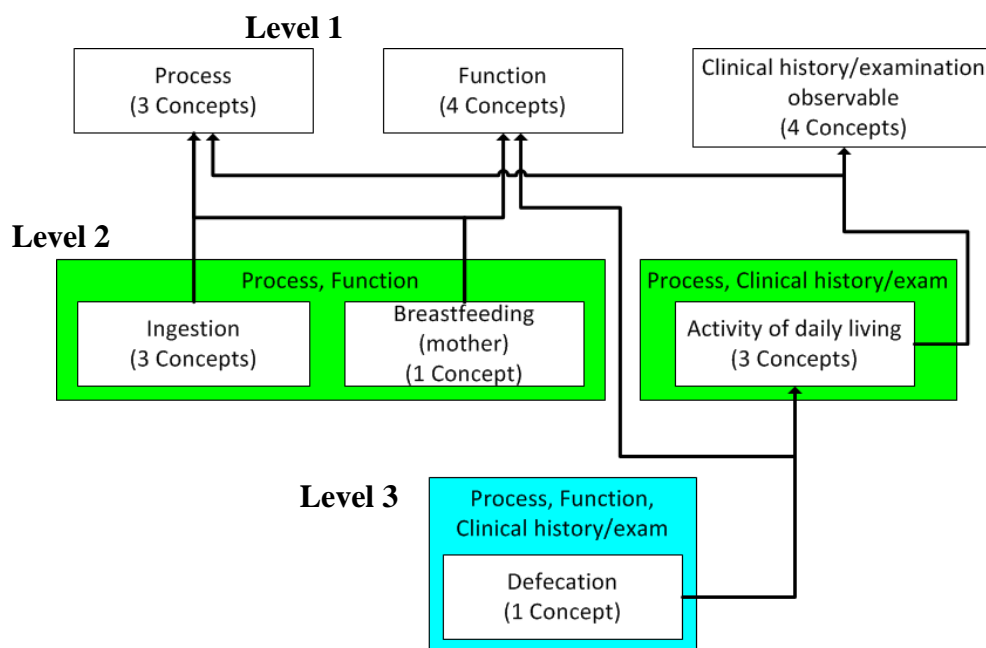 Level 1
Process
(3 Concepts)
Function
(4 Concepts)
Clinical history/examination
observable
(4 Concepts)
Level 2
Process, Function
Ingestion
(3 Concepts)
Breastfeeding
(mother)
(1 Concept)
Process, Clinical history/exam
Activity of daily living
(3 Concepts)
Level 3
Process, Function,
Clinical history/exam
Defecation
(1 Concept)